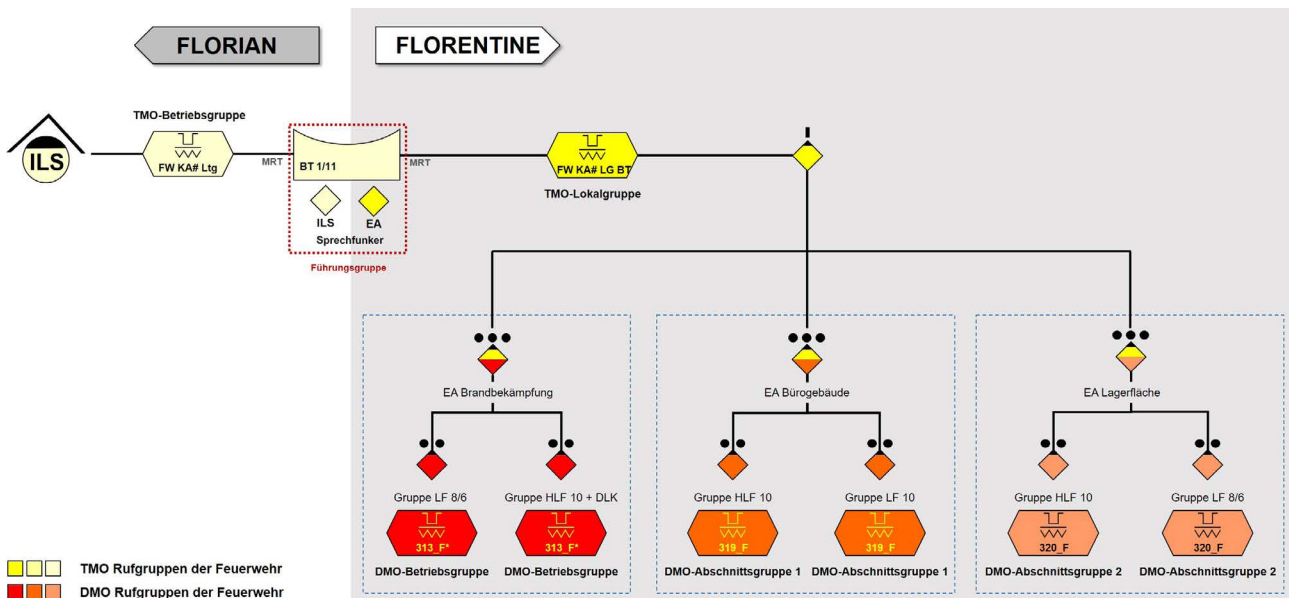 FLORIAN
FLORENTINE
TMO-Betriebsgruppe
ILS
FW KA# Ltg
MRT
BT 1/11
MRT
FW KA# LG BT
TMO-Lokalgruppe
ILS
EA
Sprechfunker
Führungsgruppe
EA Brandbekämpfung
EA Bürogebäude
EA Lagerfläche
Gruppe LF 8/6
Gruppe HLF 10 + DLK
Gruppe HLF 10
Gruppe LF 10
Gruppe HLF 10
Gruppe LF 8/6
313_F*
313_F*
319_F
319_F
320_F
320_F
DMO-Betriebsgruppe
DMO-Betriebsgruppe
DMO-Abschnittsgruppe 1
DMO-Abschnittsgruppe 1
DMO-Abschnittsgruppe 2
DMO-Abschnittsgruppe 2
TMO Rufgruppen der Feuerwehr
DMO Rufgruppen der Feuerwehr